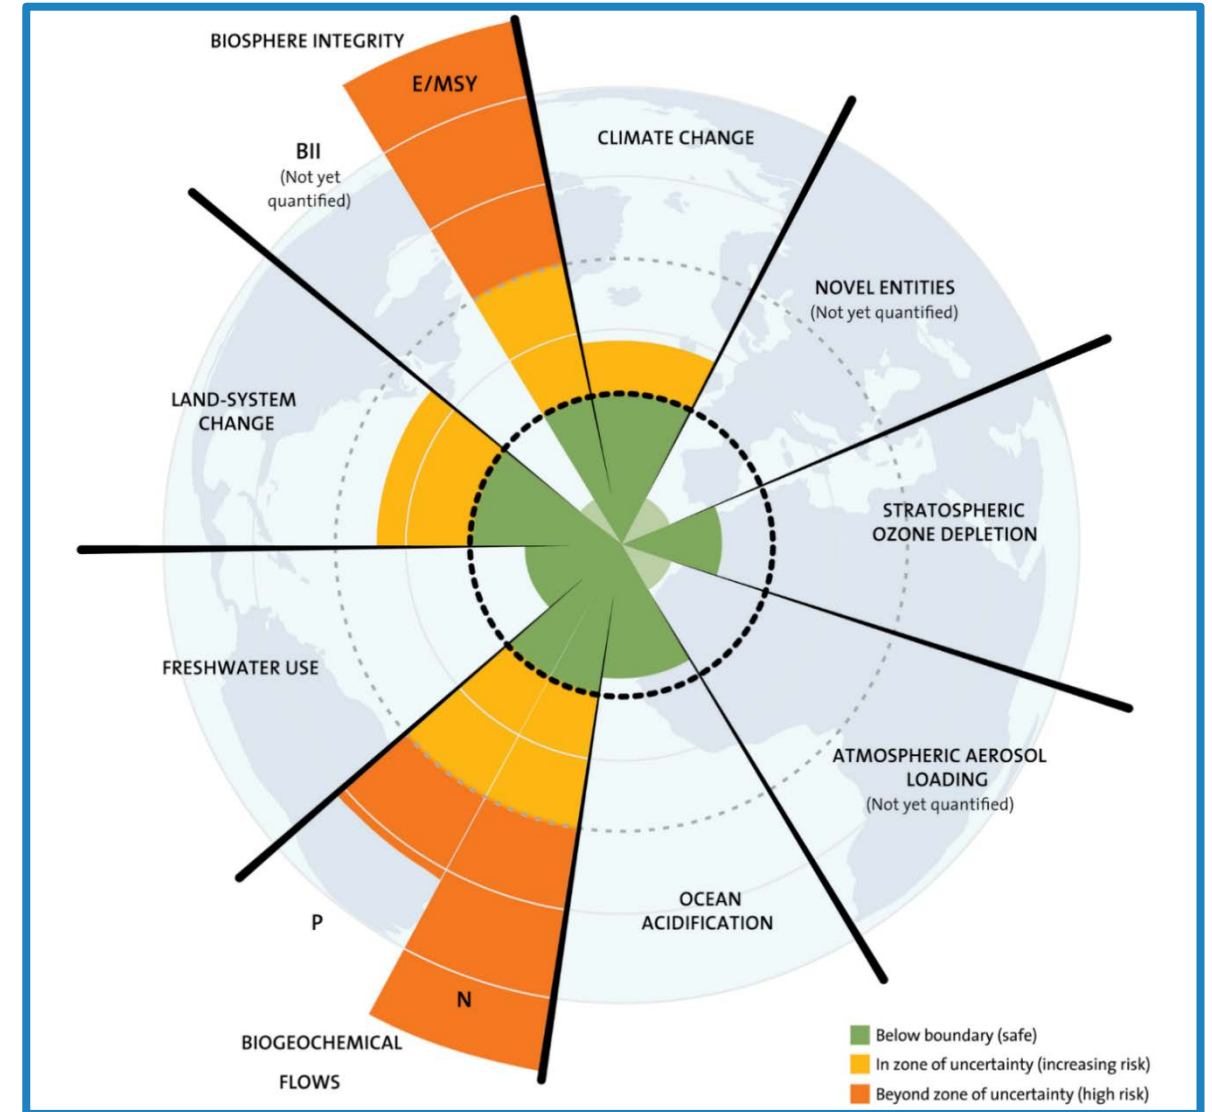 BIOSPHERE INTEGRITY
E/MSY
BII
(Not yet
quantified)
CLIMATE CHANGE
NOVEL ENTITIES
(Not yet quantified)
LAND-SYSTEM
CHANGE
STRATOSPHERIC
OZONE DEPLETION
FRESHWATER USE
ATMOSPHERIC AEROSOL
LOADING
(Not yet quantified)
OCEAN
ACIDIFICATION
P
N
BIOGEOCHEMICAL
FLOWS
Below boundary (safe)
In zone of uncertainty (increasing risk)
Beyond zone of uncertainty (high risk)